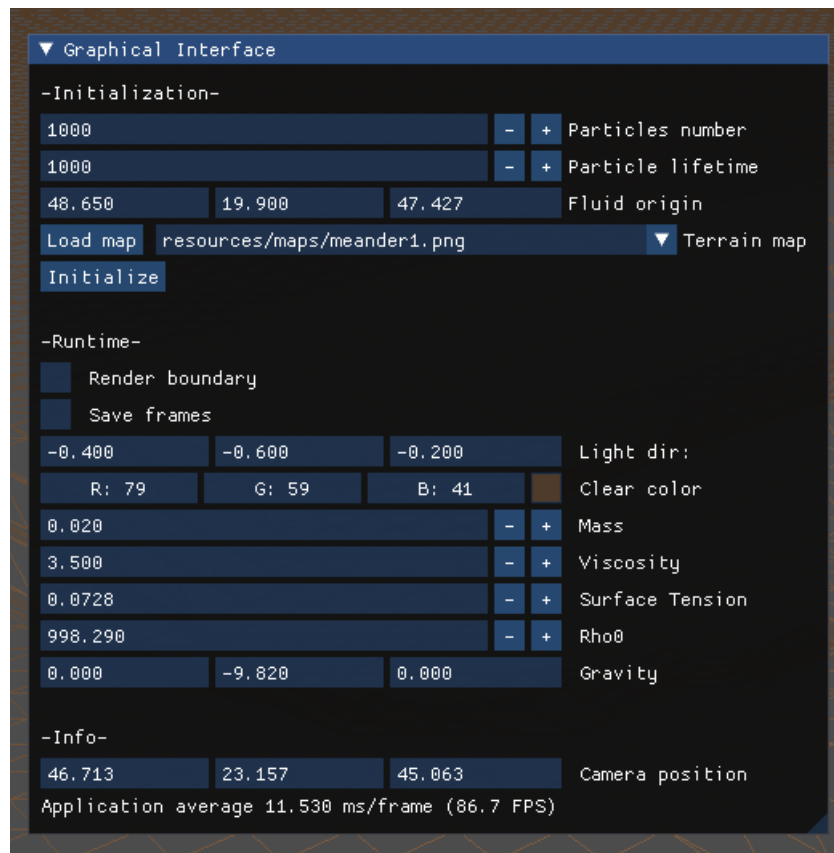 Graphical Interface
-Initialization-
1000 - + Particles number
1000 - + Particle lifetime
48.650 19.900 47.427 Fluid origin
Load map resources/maps/meander1.png Terrain map
Initialize
-Runtime-
Render boundary
Save frames
-0.400 -0.600 -0.200 Light dir:
R: 79 G: 59 B: 41 Clear color
0.020 - + Mass
3.500 - + Viscosity
0.0728 - + Surface Tension
998.290 - + Rho0
0.000 -9.820 0.000 Gravity
-Info-
46.713 23.157 45.063 Camera position
Application average 11.530 ms/frame (86.7 FPS)